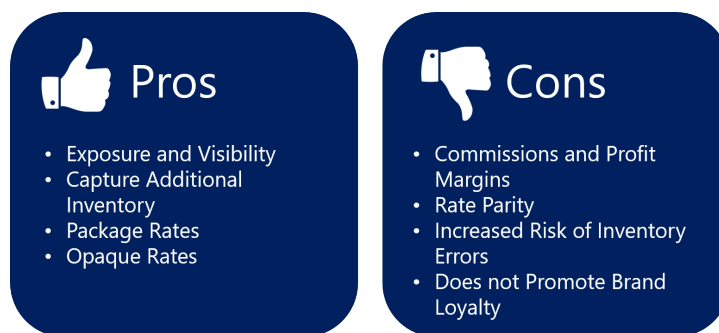 Pros
• Exposure and Visibility
• Capture Additional
Inventory
• Package Rates
• Opaque Rates
Cons
• Commissions and Profit
Margins
• Rate Parity
• Increased Risk of Inventory
Errors
• Does not Promote Brand
Loyalty